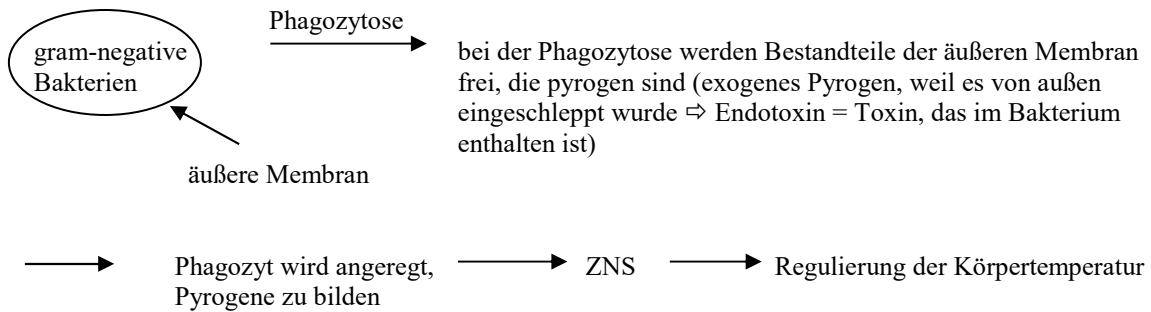 Phagozytose
gram-negative
Bakterien
bei der Phagozytose werden Bestandteile der äußeren Membran
frei, die pyrogen sind (exogenes Pyrogen, weil es von außen
eingeschleppt wurde ⇨ Endotoxin = Toxin, das im Bakterium
enthalten ist)
äußere Membran
Phagozyt wird angeregt,
Pyrogene zu bilden
ZNS
Regulierung der Körpertemperatur